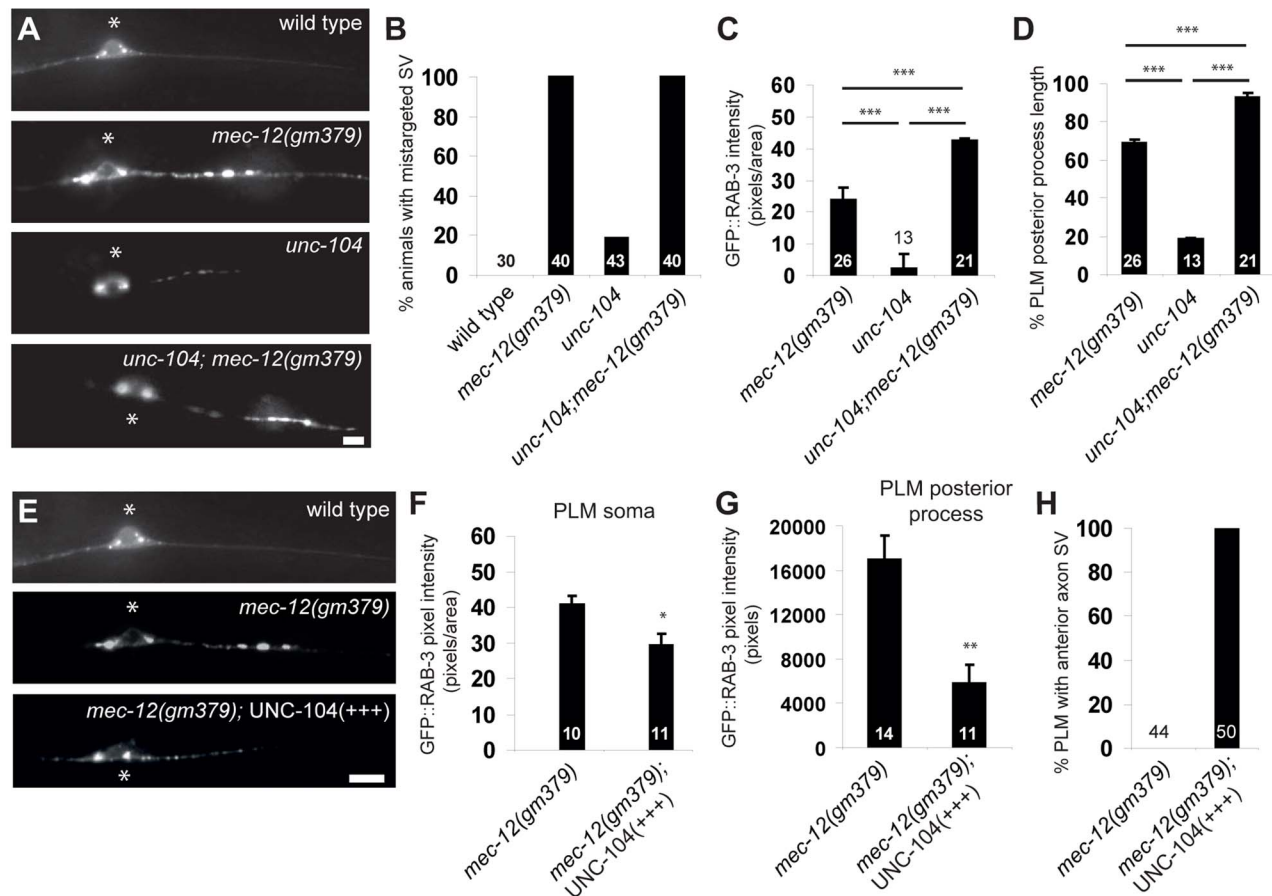 A
*
wild type
*
mec-12(gm379)
*
unc-104
*
unc-104; mec-12(gm379)
B
% animals with mistargeted SV
100
80
60
40
20
0
30
40
43
40
wild type
mec-12(gm379)
unc-104
unc-104;mec-12(gm379)
C
GFP::RAB-3 intensity
(pixels/area)
60
50
40
30
20
10
0
***
***
***
26
13
21
mec-12(gm379)
unc-104
unc-104;mec-12(gm379)
D
% PLM posterior process length
100
80
60
40
20
0
***
***
***
26
13
21
mec-12(gm379)
unc-104
unc-104;mec-12(gm379)
E
*
wild type
*
mec-12(gm379)
*
mec-12(gm379); UNC-104(+++)
F
PLM soma
GFP::RAB-3 pixel intensity
(pixels/area)
60
50
40
30
20
10
0
*
10
11
mec-12(gm379)
mec-12(gm379);
UNC-104(+++)
G
PLM posterior
process
GFP::RAB-3 pixel intensity
(pixels)
20000
16000
12000
8000
4000
0
**
14
11
mec-12(gm379)
mec-12(gm379);
UNC-104(+++)
H
% PLM with anterior axon SV
100
80
60
40
20
0
44
50
mec-12(gm379)
mec-12(gm379);
UNC-104(+++)